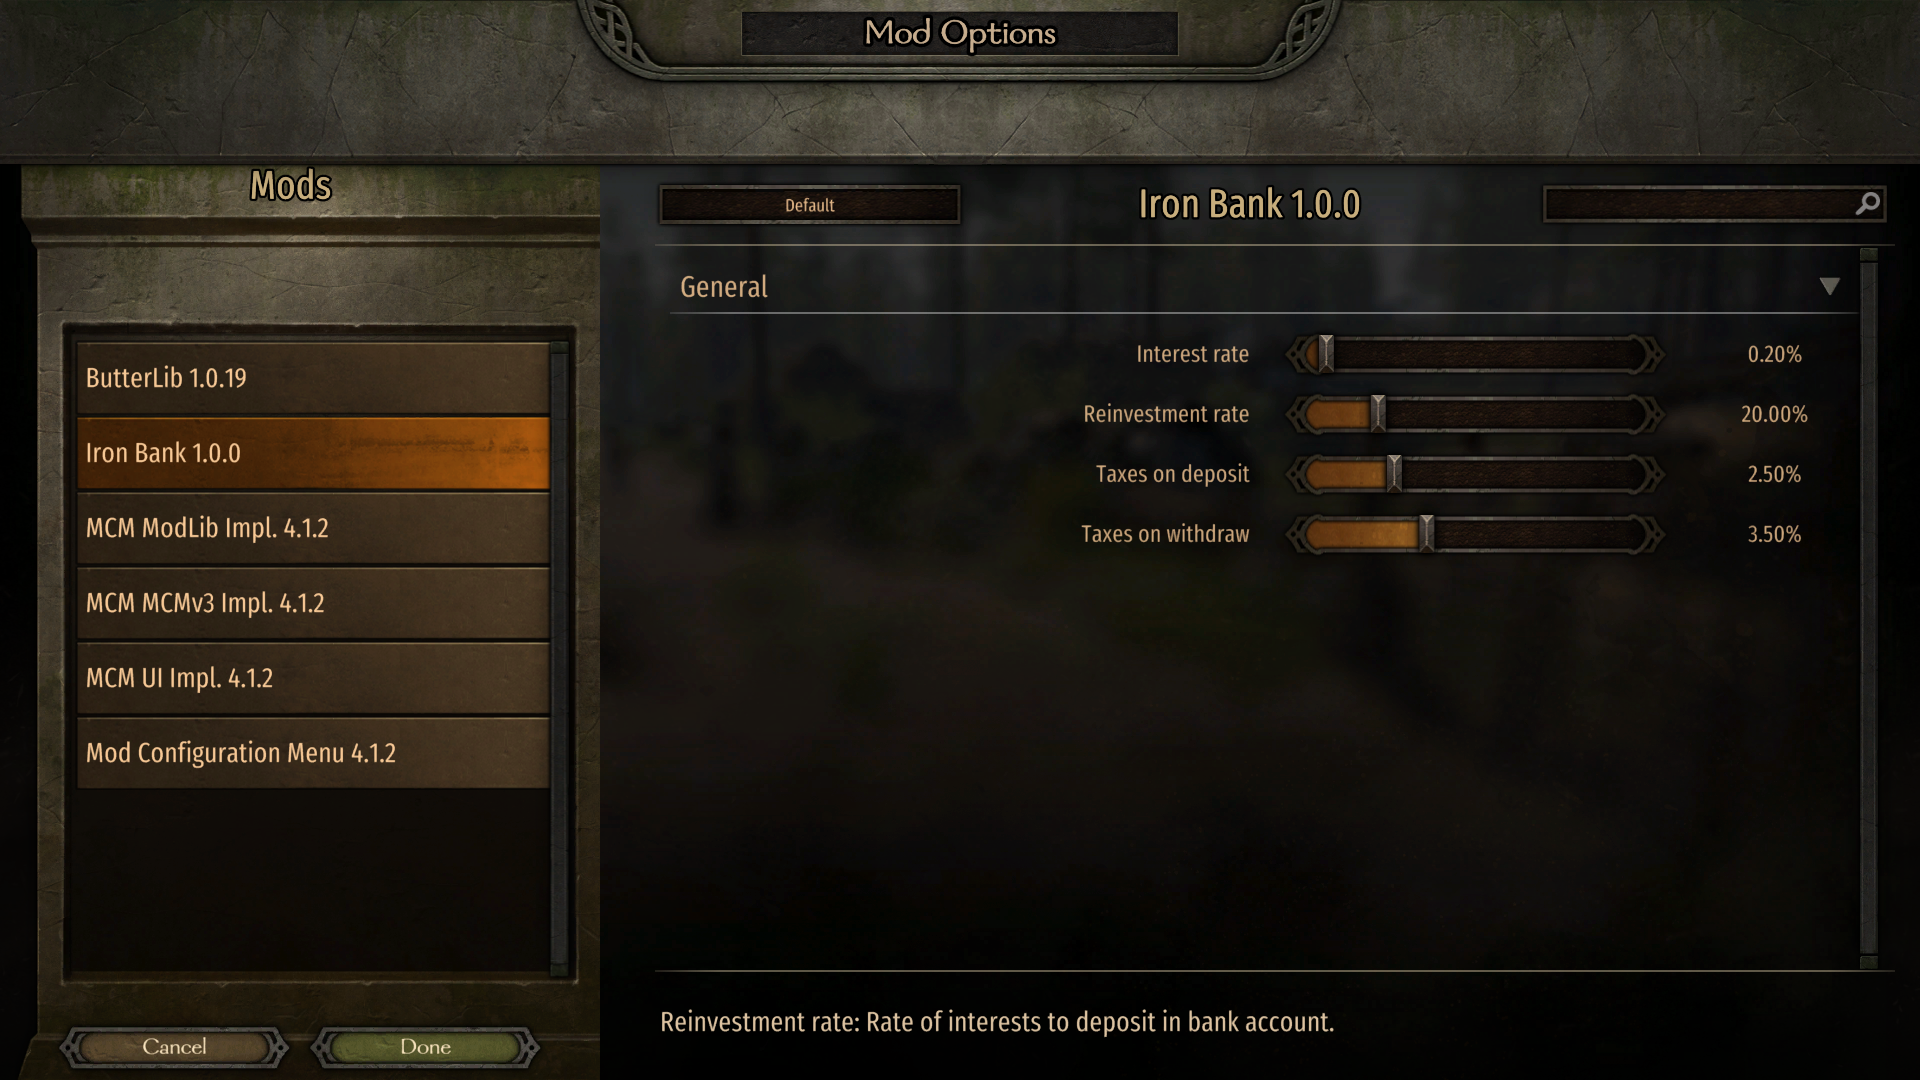 Mod Options
Mods
Default
Iron Bank 1.0.0
General
ButterLib 1.0.19
Iron Bank 1.0.0
MCM ModLib Impl. 4.1.2
MCM MCMv3 Impl. 4.1.2
MCM UI Impl. 4.1.2
Mod Configuration Menu 4.1.2
Interest rate 0.20%
Reinvestment rate 20.00%
Taxes on deposit 2.50%
Taxes on withdraw 3.50%
Reinvestment rate: Rate of interests to deposit in bank account.
Cancel
Done